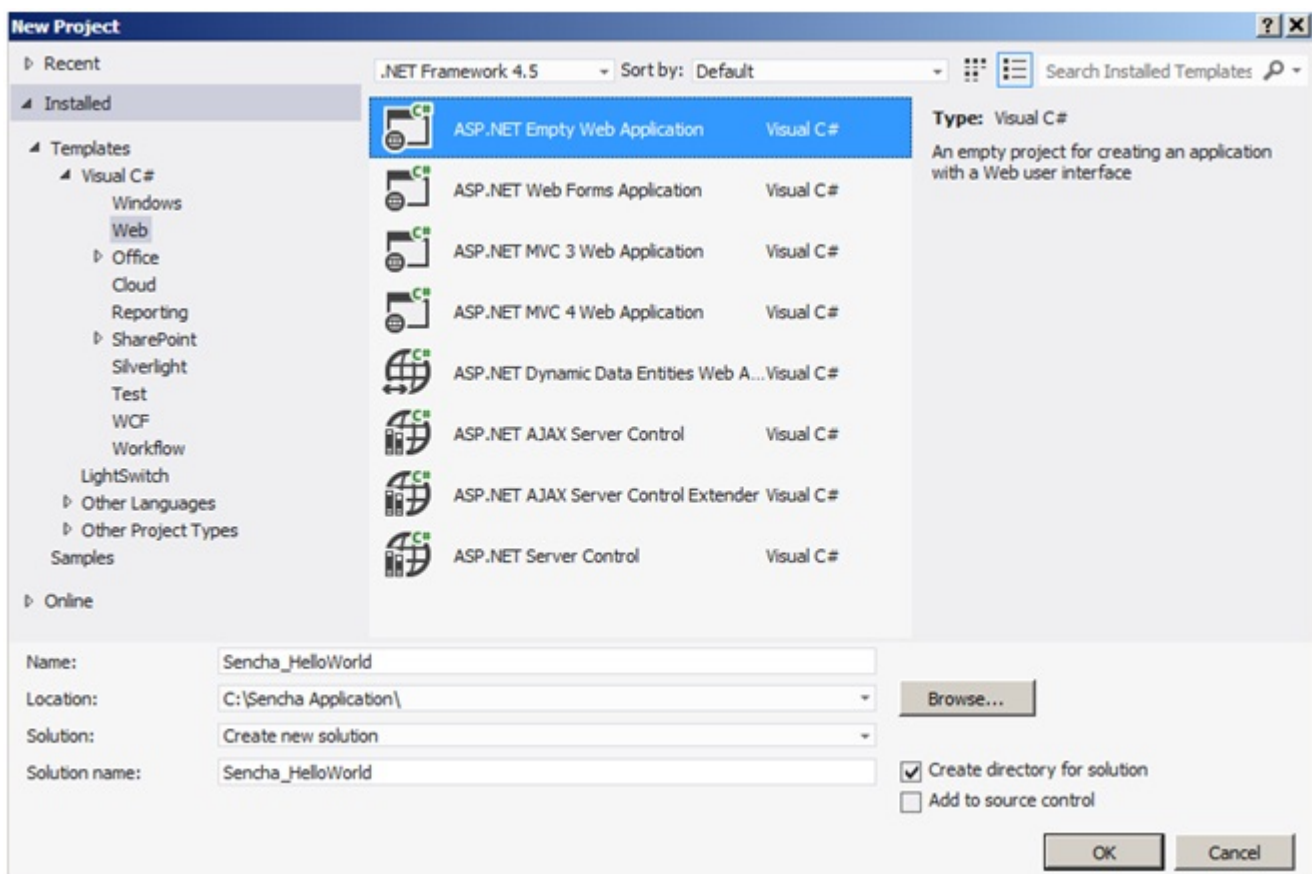 New Project
Recent
Installed
Templates
Visual C#
Windows
Web
Office
Cloud
Reporting
SharePoint
Silverlight
Test
WCF
Workflow
LightSwitch
Other Languages
Other Project Types
Samples
Online
.NET Framework 4.5 Sort by: Default
Search Installed Templates
C# ASP.NET Empty Web Application Visual C#
C# ASP.NET Web Forms Application Visual C#
C# ASP.NET MVC 3 Web Application Visual C#
C# ASP.NET MVC 4 Web Application Visual C#
C# ASP.NET Dynamic Data Entities Web A... Visual C#
C# ASP.NET AJAX Server Control Visual C#
C# ASP.NET AJAX Server Control Extender Visual C#
C# ASP.NET Server Control Visual C#
Type: Visual C#
An empty project for creating an application
with a Web user interface
Name: Sencha_HelloWorld
Location: C:\Sencha Application\ Browse...
Solution: Create new solution
Solution name: Sencha_HelloWorld
Create directory for solution
Add to source control
OK Cancel